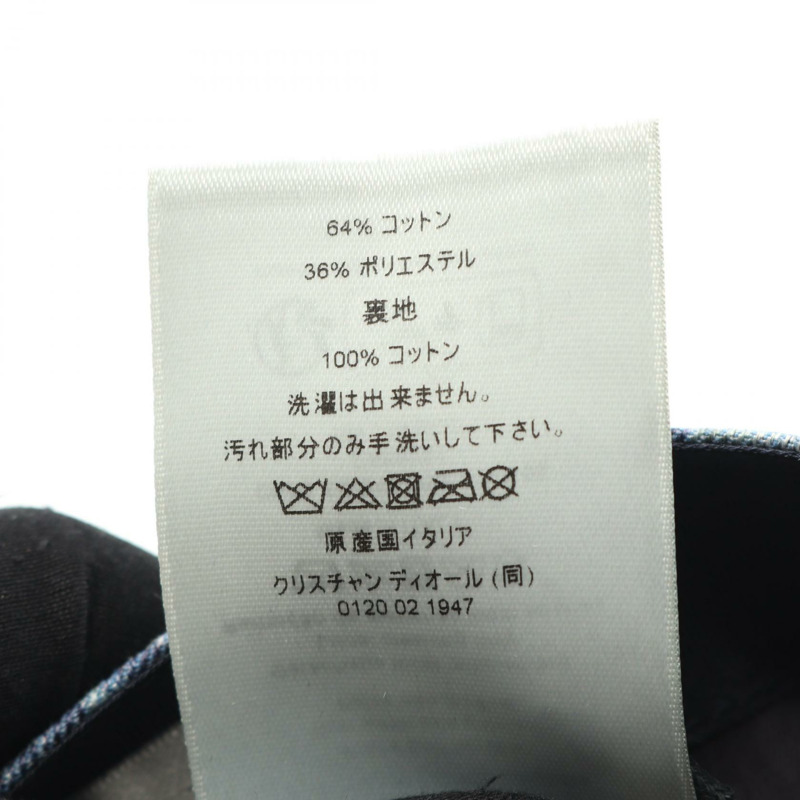 64% コットン
36% ポリエステル
裏地
100% コットン
洗濯は出来ません。
汚れ部分のみ手洗いして下さい。
原産国イタリア
クリスチャン ディオール (同)
0120 02 1947